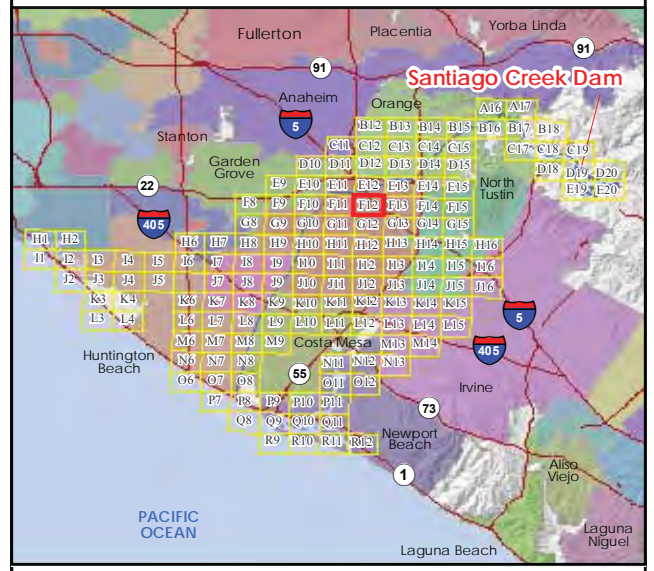 Yorba Linda
Fullerton
Placentia
91
91
Santiago Creek Dam
Anaheim
Orange
A16 A17
5
B12 B13 B14 B15 B16 B17 B18
Stanton
C11 C12 C13 C14 C15 C17 C18 C19
Garden
Grove
D10 D11 D12 D13 D14 D15 D18 D19 D20
North
Tustin
E9 E10 E11 E12 E13 E14 E15 E19 E20
22
F8 F9 F10 F11 F12 F13 F14 F15
405
G8 G9 G10 G11 G12 G13 G14 G15
H1 H2 H6 H7 H8 H9 H10 H11 H12 H13 H14 H15 H16
I1 I2 I3 I4 I5 I6 I7 I8 I9 I10 I11 I12 I13 I14 I15 I16
J2 J3 J4 J5 J7 J8 J9 J10 J11 J12 J13 J14 J15 J16
K3 K4 K6 K7 K8 K9 K10 K11 K12 K13 K14 K15
5
L3 L4 L6 L7 L8 L9 L10 L11 L12 L13 L14 L15
M6 M7 M8 M9 Costa Mesa M13 M14
405
Huntington
Beach
N6 N7 N8 N11 N12 N13
55
O6 O7 O8 O11 O12
Irvine
P7 P8 P9 P10 P11
73
Q8 Q9 Q10 Q11
Newport
Beach
R9 R10 R11 R12
1
Aliso
Viejo
PACIFIC
OCEAN
Laguna
Niguel
Laguna Beach